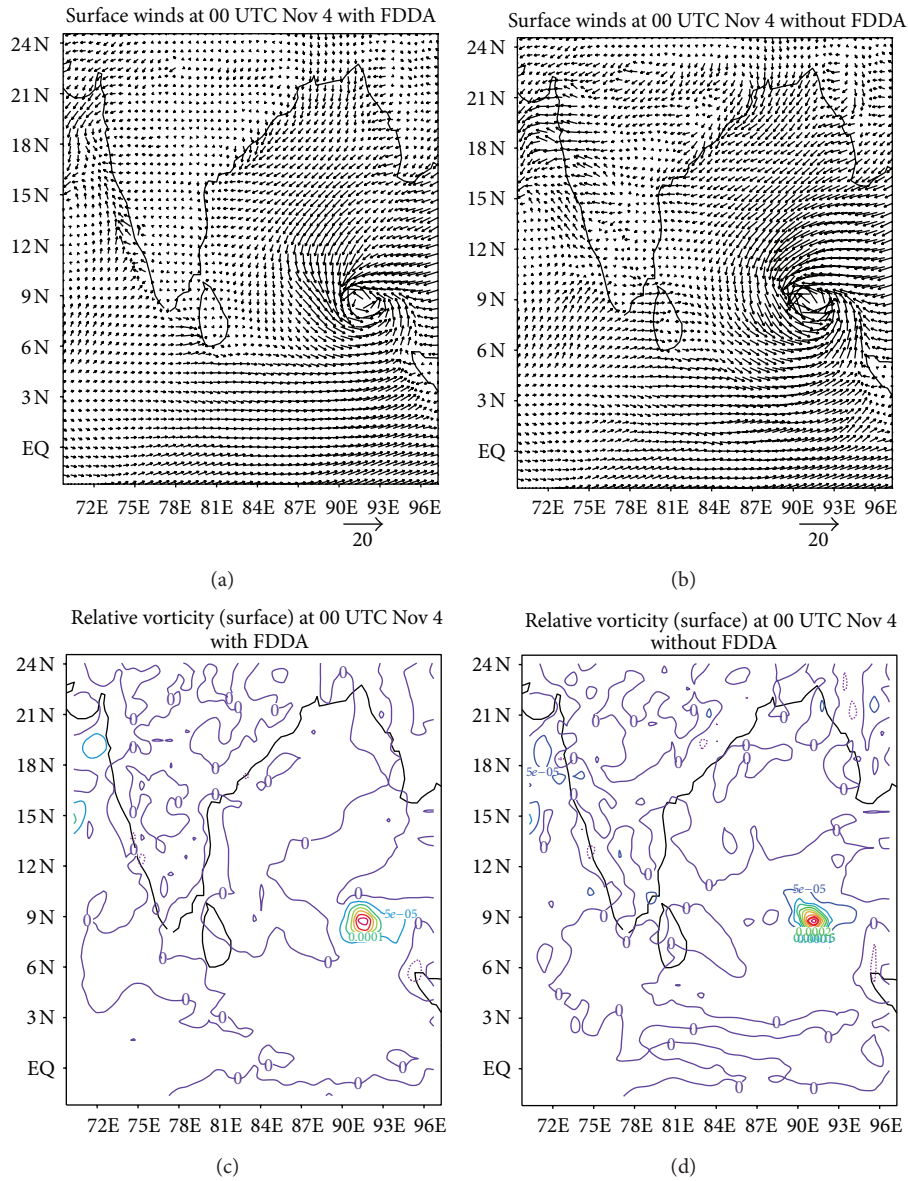 Surface winds at 00 UTC Nov 4 with FDDA
24 N
21 N
18 N
15 N
12 N
9 N
6 N
3 N
EQ
72E 75E 78E 81E 84E 87E 90E 93E 96E
20
(a)
Surface winds at 00 UTC Nov 4 without FDDA
24 N
21 N
18 N
15 N
12 N
9 N
6 N
3 N
EQ
72E 75E 78E 81E 84E 87E 90E 93E 96E
20
(b)
Relative vorticity (surface) at 00 UTC Nov 4
with FDDA
24 N
21 N
18 N
15 N
12 N
9 N
6 N
3 N
EQ
5e−05
0.0001
0
72E 75E 78E 81E 84E 87E 90E 93E 96E
(c)
Relative vorticity (surface) at 00 UTC Nov 4
without FDDA
24 N
21 N
18 N
15 N
12 N
9 N
6 N
3 N
EQ
5e−05
5e−05
0.0002
0
72E 75E 78E 81E 84E 87E 90E 93E 96E
(d)